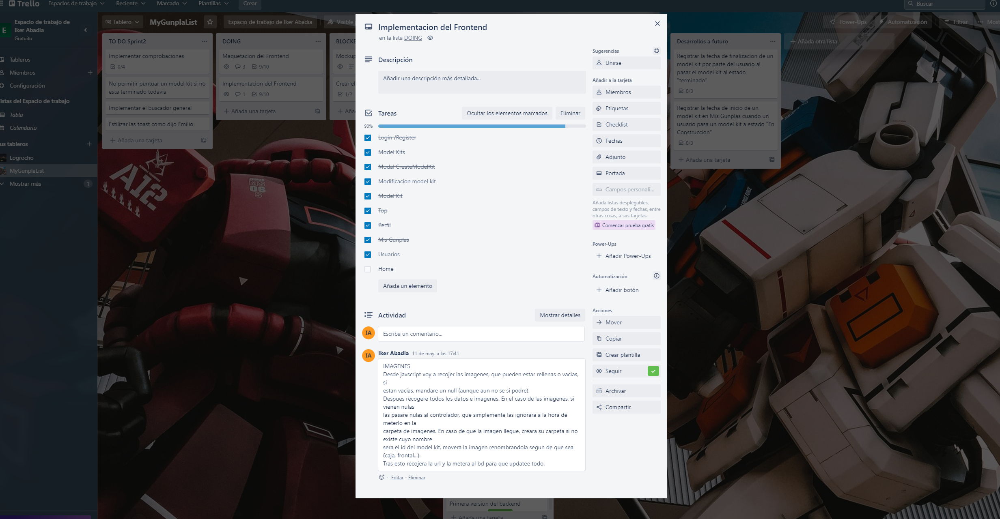 Trello
Espacios de trabajo
Reciente
Marcado
Plantillas
Crear
Buscar
E
Espacio de trabajo de
Iker Abadia
Gratuito
Tableros
Miembros
Configuración
istas del Espacio de trabajo
Tabla
Calendario
us tableros
Logrocho
MyGunplaList
Mostrar más
1
Tablero
MyGunplaList
Espacio de trabajo de Iker Abadia
Visible
Power-Ups
Automatización
Filtrar
Most
TO DO Sprint2
Implementar comprobaciones
0/4
No permitir puntuar un model kit si no
esta terminado todavia
Implementar el buscador general
Estilizar las toast como dijo Emilio
Añada una tarjeta
DOING
Maquetacion del Frontend
3
9/10
Implementacion del Frontend
1
9/10
Añada una tarjeta
BLOCKE
Mockup
Crear el
1/2
Aña
Implementacion del Frontend
en la lista DOING
Descripción
Añadir una descripción más detallada...
Tareas
Ocultar los elementos marcados
Eliminar
90%
Login /Register
Model Kits
Modal CreateModelKit
Modificacion model kit
Model Kit
Top
Perfil
Mis Gunplas
Usuarios
Home
Añada un elemento
Actividad
Mostrar detalles
IA
Escriba un comentario...
IA
Iker Abadia 11 de may. a las 17:41
IMAGENES
Desde javscript voy a recojer las imagenes, que pueden estar rellenas o vacias,
si
estan vacias, mandare un null (aunque aun no se si podre).
Despues recogere todos los datos e imagenes. En el caso de las imagenes, si
vienen nulas
las pasare nulas al controlador, que simplemente las ignorara a la hora de
meterlo en la
carpeta de imagenes. En caso de que la imagen llegue, creara su carpeta si no
existe cuyo nombre
sera el id del model kit, movera la imagen renombrandola segun de que sea
(caja, frontal...).
Tras esto recojera la url y la metera al bd para que updatee todo.
- Editar - Eliminar
Sugerencias
Unirse
Añadir a la tarjeta
Miembros
Etiquetas
Checklist
Fechas
Adjunto
Portada
Campos personali...
Añada listas desplegables,
campos de texto y fechas, entre
otras cosas, a sus tarjetas.
Comenzar prueba gratis
Power-Ups
Añadir Power-Ups
Automatización
Añadir botón
Acciones
Mover
Copiar
Crear plantilla
Seguir
Archivar
Compartir
Desarrollos a futuro
Registrar la fecha de finalizacion de un
model kit por parte del usuario al
pasar el model kit al estado
"terminado"
0/3
Registrar la fecha de inicio de un
model kit en Mis Gunplas cuando un
usuario pasa un model kit a estado "En
Construccion"
0/3
Añada una tarjeta
Añada otra lista
Primera version del backend
Añada una tarjeta
A12
MS
06
S